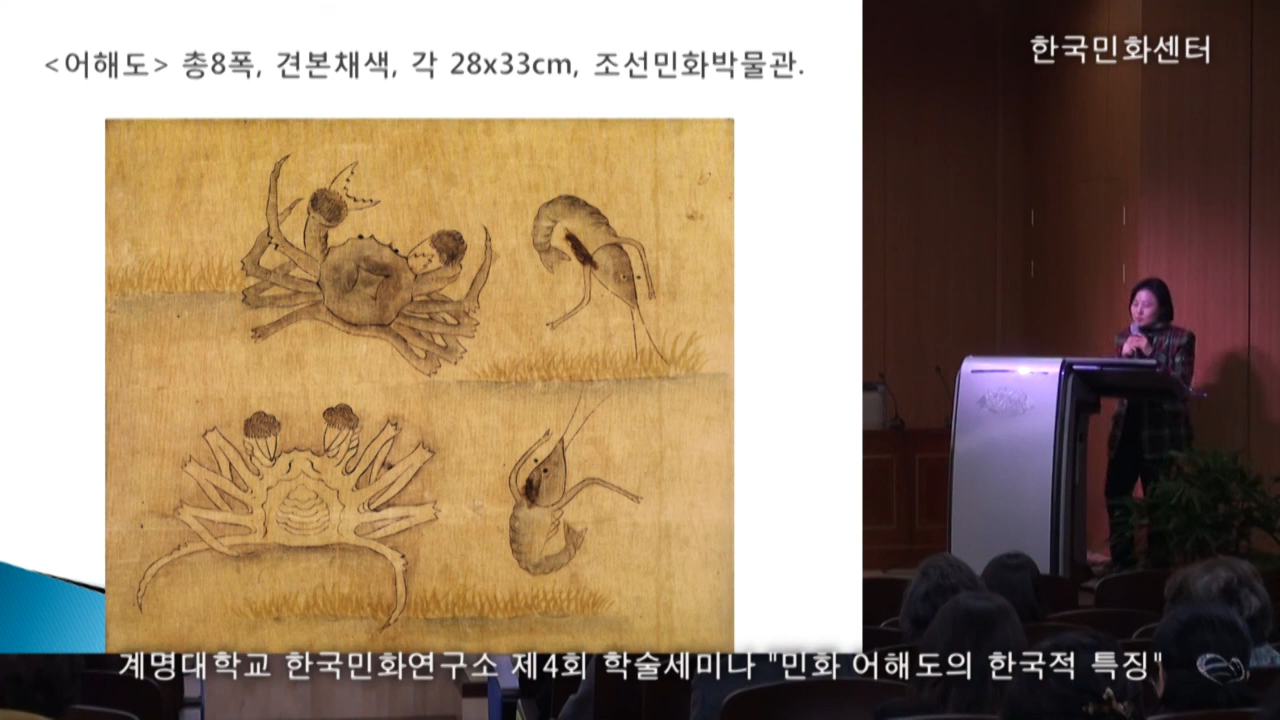 <어해도> 총8폭, 견본채색, 각 28x33cm, 조선민화박물관.
한국민화센터
계명대학교 한국민화연구소 제4회 학술세미나 "민화 어해도의 한국적 특징"